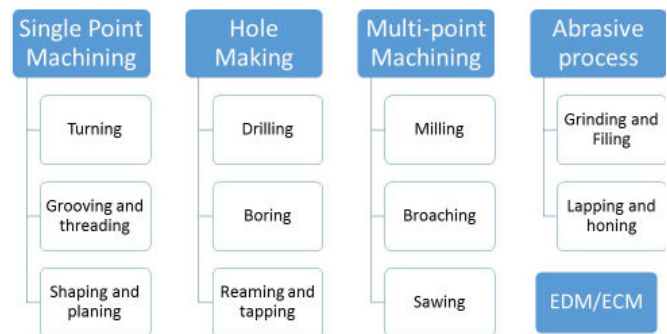 Single Point
Machining
Turning
Grooving and
threading
Shaping and
planing
Hole
Making
Drilling
Boring
Reaming and
tapping
Multi-point
Machining
Milling
Broaching
Sawing
Abrasive
process
Grinding and
Filing
Lapping and
honing
EDM/ECM